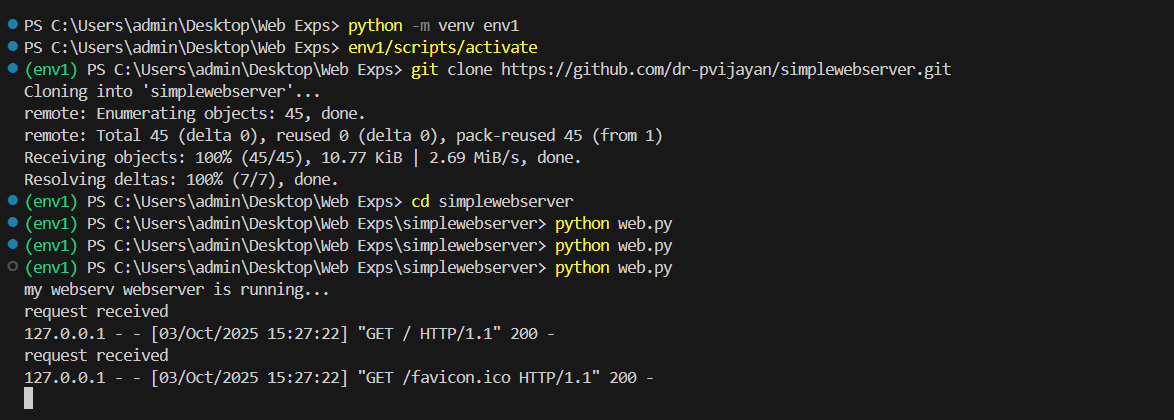 PS C:\Users\admin\Desktop\Web Exps> python -m venv env1
PS C:\Users\admin\Desktop\Web Exps> env1/scripts/activate
(env1) PS C:\Users\admin\Desktop\Web Exps> git clone https://github.com/dr-pvijayan/simplewebserver.git
Cloning into 'simplewebserver'...
remote: Enumerating objects: 45, done.
remote: Total 45 (delta 0), reused 0 (delta 0), pack-reused 45 (from 1)
Receiving objects: 100% (45/45), 10.77 KiB | 2.69 MiB/s, done.
Resolving deltas: 100% (7/7), done.
(env1) PS C:\Users\admin\Desktop\Web Exps> cd simplewebserver
(env1) PS C:\Users\admin\Desktop\Web Exps\simplewebserver> python web.py
(env1) PS C:\Users\admin\Desktop\Web Exps\simplewebserver> python web.py
(env1) PS C:\Users\admin\Desktop\Web Exps\simplewebserver> python web.py
my webserv webserver is running...
request received
127.0.0.1 - - [03/Oct/2025 15:27:22] "GET / HTTP/1.1" 200 -
request received
127.0.0.1 - - [03/Oct/2025 15:27:22] "GET /favicon.ico HTTP/1.1" 200 -